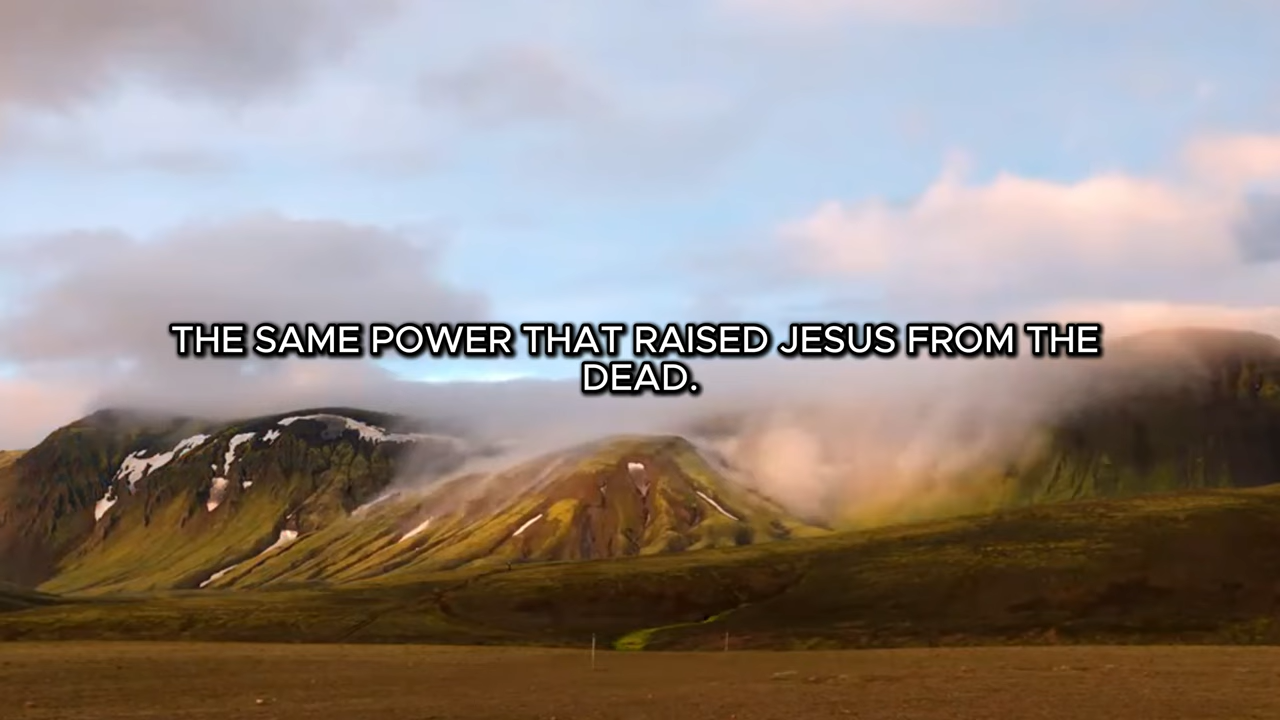 THE SAME POWER THAT RAISED JESUS FROM THE
DEAD.